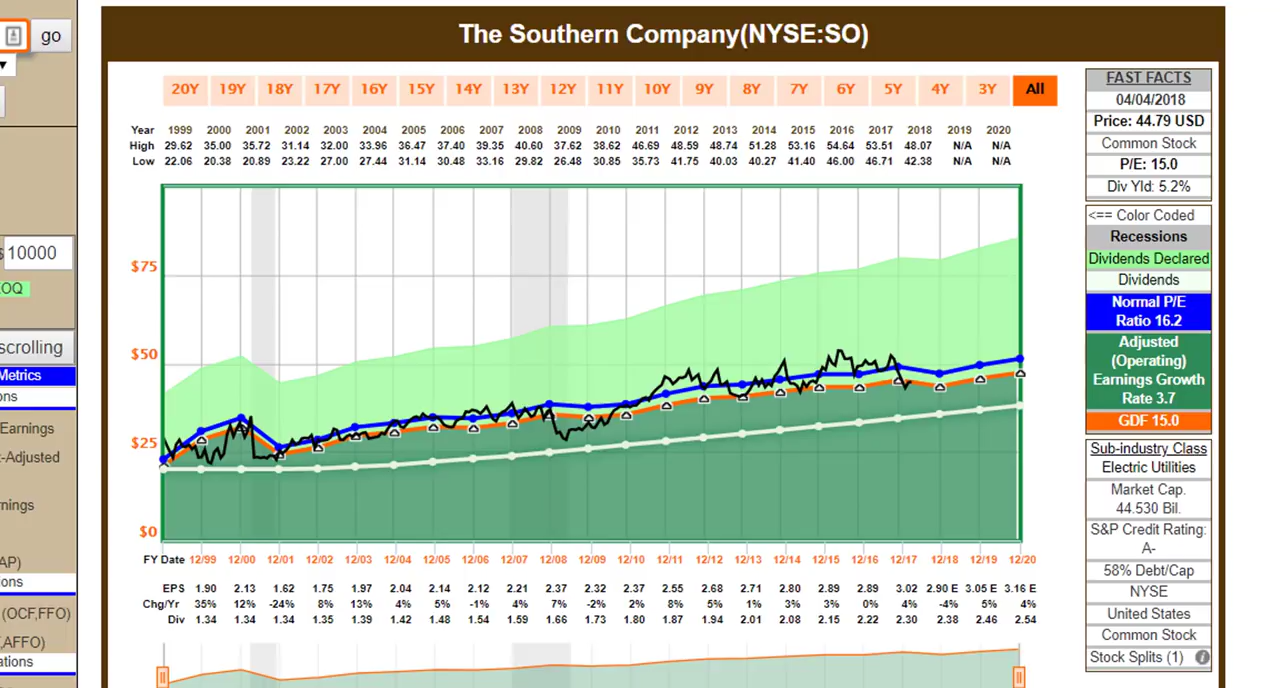 The Southern Company(NYSE:SO)
go
20Y 19Y 18Y 17Y 16Y 15Y 14Y 13Y 12Y 11Y 10Y 9Y 8Y 7Y 6Y 5Y 4Y 3Y All
Year 1999 2000 2001 2002 2003 2004 2005 2006 2007 2008 2009 2010 2011 2012 2013 2014 2015 2016 2017 2018 2019 2020
High 29.62 35.00 35.72 31.14 32.00 33.96 36.47 37.40 39.35 40.60 37.62 38.62 46.69 48.59 48.74 51.28 53.16 54.64 53.51 48.07 N/A N/A
Low 22.06 20.38 20.89 23.22 27.00 27.44 31.14 30.48 33.16 29.82 26.48 30.85 35.73 41.75 40.03 40.27 41.40 46.00 46.71 42.38 N/A N/A
$75
$50
$25
$0
FY Date 12/99 12/00 12/01 12/02 12/03 12/04 12/05 12/06 12/07 12/08 12/09 12/10 12/11 12/12 12/13 12/14 12/15 12/16 12/17 12/18 12/19 12/20
EPS 1.90 2.13 1.62 1.75 1.97 2.04 2.14 2.12 2.21 2.37 2.32 2.37 2.55 2.68 2.71 2.80 2.89 2.89 3.02 2.90 E 3.05 E 3.16 E
Chg/Yr 35% 12% -24% 8% 13% 4% 5% -1% 4% 7% -2% 2% 8% 5% 1% 3% 3% 0% 4% -4% 5% 4%
Div 1.34 1.34 1.34 1.35 1.39 1.42 1.48 1.54 1.59 1.66 1.73 1.80 1.87 1.94 2.01 2.08 2.15 2.22 2.30 2.38 2.46 2.54
FAST FACTS
04/04/2018
Price: 44.79 USD
Common Stock
P/E: 15.0
Div Yld: 5.2%
<== Color Coded
Recessions
Dividends Declared
Dividends
Normal P/E
Ratio 16.2
Adjusted
(Operating)
Earnings Growth
Rate 3.7
GDF 15.0
Sub-industry Class
Electric Utilities
Market Cap.
44.530 Bil.
S&P Credit Rating:
A-
58% Debt/Cap
NYSE
United States
Common Stock
Stock Splits (1) i
$ 10000
OQ
scrolling
Metrics
ons
Earnings
t-Adjusted
rnings
AP)
ions
(OCF,FFO)
,AFFO)
ations